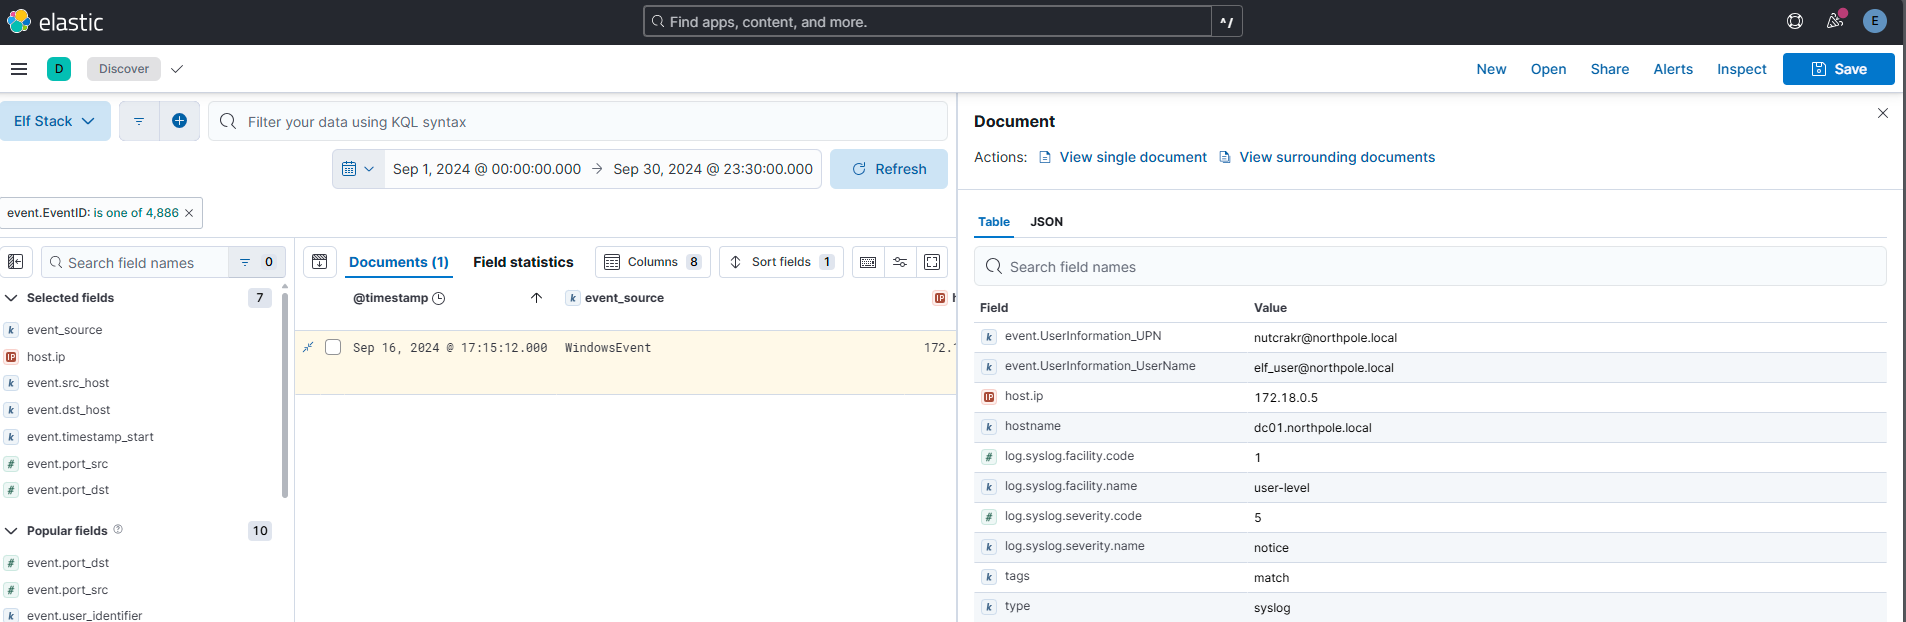 elastic
Find apps, content, and more.
^/
E
D
Discover
New Open Share Alerts Inspect Save
Elf Stack
Filter your data using KQL syntax
Sep 1, 2024 @ 00:00:00.000 → Sep 30, 2024 @ 23:30:00.000
Refresh
event.EventID: is one of 4,886 ×
Search field names 0
Selected fields 7
k event_source
IP host.ip
k event.src_host
k event.dst_host
k event.timestamp_start
# event.port_src
# event.port_dst
Popular fields 10
# event.port_dst
# event.port_src
k event.user_identifier
Documents (1) Field statistics Columns 8 Sort fields 1
@timestamp ↑ k event_source IP h
Sep 16, 2024 @ 17:15:12.000 WindowsEvent 172.1
Document
Actions: View single document View surrounding documents
Table JSON
Search field names
Field Value
k event.UserInformation_UPN nutcrakr@northpole.local
k event.UserInformation_UserName elf_user@northpole.local
IP host.ip 172.18.0.5
k hostname dc01.northpole.local
# log.syslog.facility.code 1
k log.syslog.facility.name user-level
# log.syslog.severity.code 5
k log.syslog.severity.name notice
k tags match
k type syslog